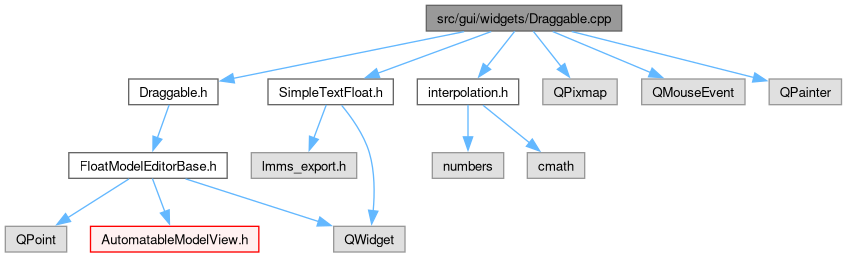 src/gui/widgets/Draggable.cpp
Draggable.h
SimpleTextFloat.h
interpolation.h
QPixmap
QMouseEvent
QPainter
FloatModelEditorBase.h
lmms_export.h
numbers
cmath
QPoint
AutomatableModelView.h
QWidget